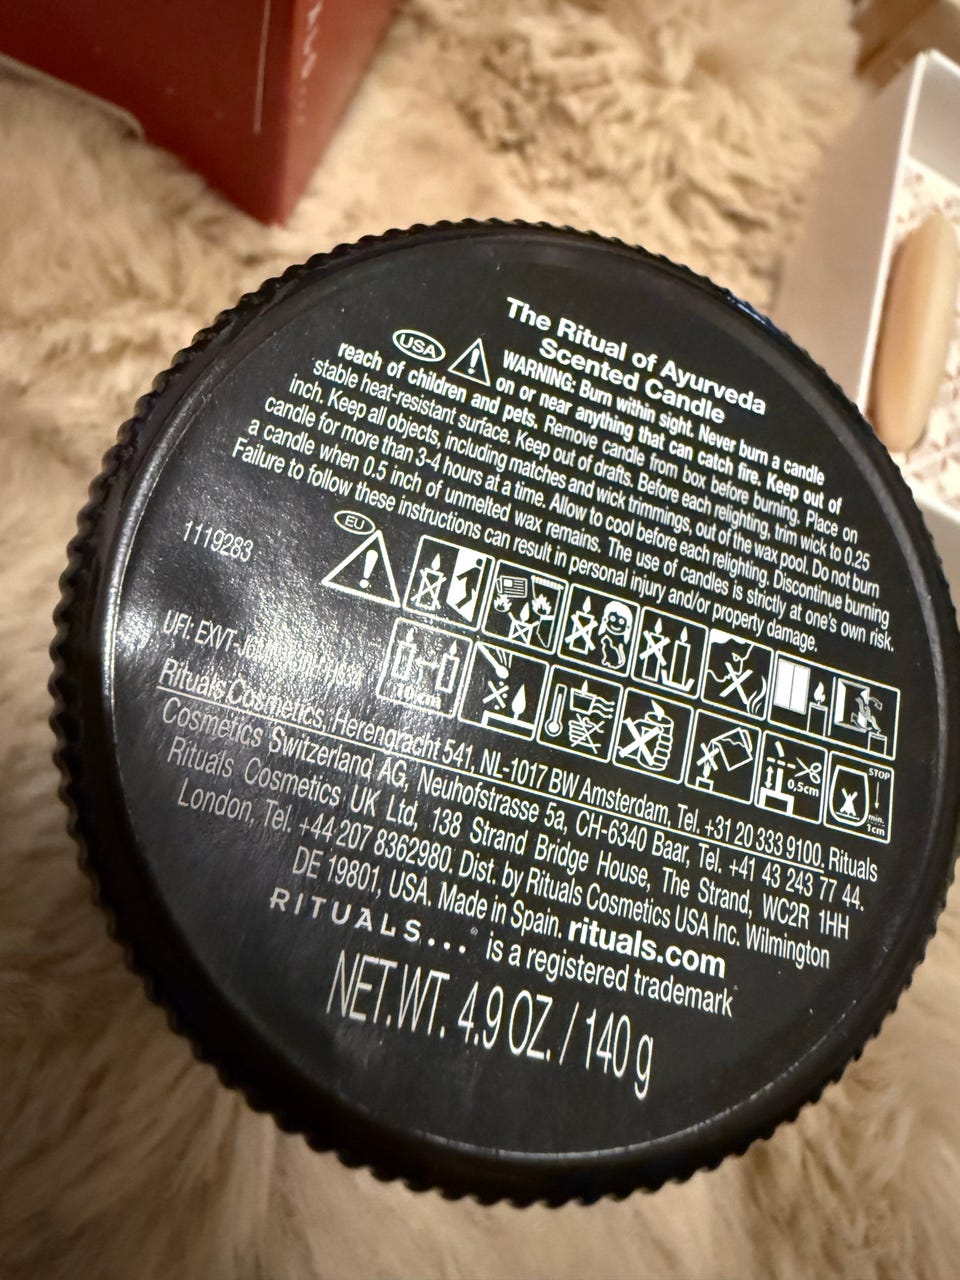 The Ritual of Ayurveda
Scented Candle
USA WARNING: Burn within sight. Never burn a candle
on or near anything that can catch fire. Keep out of
reach of children and pets. Remove candle from box before burning. Place on
stable heat-resistant surface. Keep out of drafts. Before each relighting, trim wick to 0.25
inch. Keep all objects, including matches and wick trimmings, out of the wax pool. Do not burn
candle for more than 3-4 hours at a time. Allow to cool before each relighting. Discontinue burning
a candle when 0.5 inch of unmelted wax remains. The use of candles is strictly at one's own risk.
Failure to follow these instructions can result in personal injury and/or property damage.
EU
1119283
10cm
0,5cm
STOP
min.
1cm
UFI:
Rituals Cosmetics, Herengracht 541, NL-1017 BW Amsterdam, Tel. +31 20 333 9100. Rituals
Cosmetics Switzerland AG, Neuhofstrasse 5a, CH-6340 Baar, Tel. +41 43 243 77 44.
Rituals Cosmetics UK Ltd, 138 Strand Bridge House, The Strand, WC2R 1HH
London, Tel. +44 207 8362980. Dist. by Rituals Cosmetics USA Inc. Wilmington
DE 19801, USA. Made in Spain. rituals.com
RITUALS...® is a registered trademark
NET.WT. 4.9 OZ. / 140 g